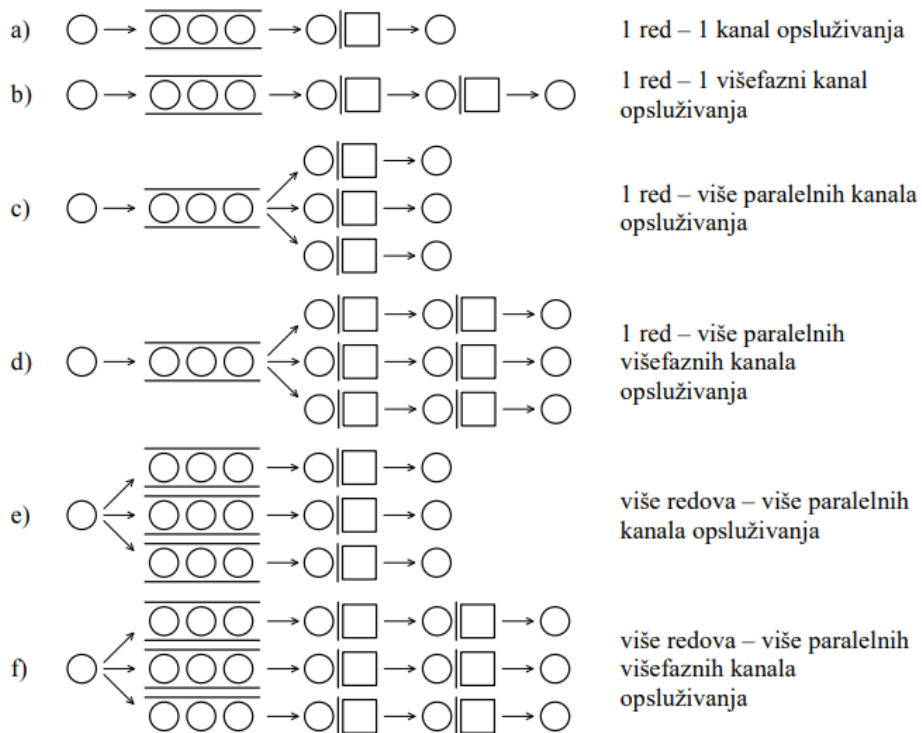 a) 1 red – 1 kanal opsluživanja
b) 1 red – 1 višefazni kanal
opsluživanja
c) 1 red – više paralelnih kanala
opsluživanja
d) 1 red – više paralelnih
višefaznih kanala
opsluživanja
e) više redova – više paralelnih
kanala opsluživanja
f) više redova – više paralelnih
višefaznih kanala
opsluživanja